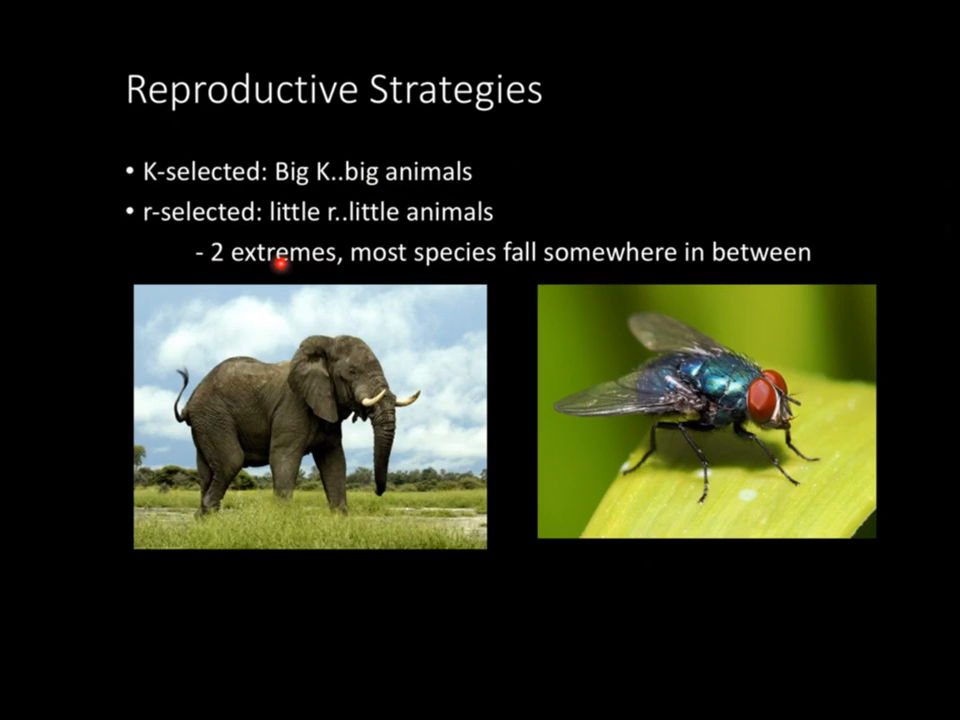 Reproductive Strategies
• K-selected: Big K..big animals
• r-selected: little r..little animals
- 2 extremes, most species fall somewhere in between